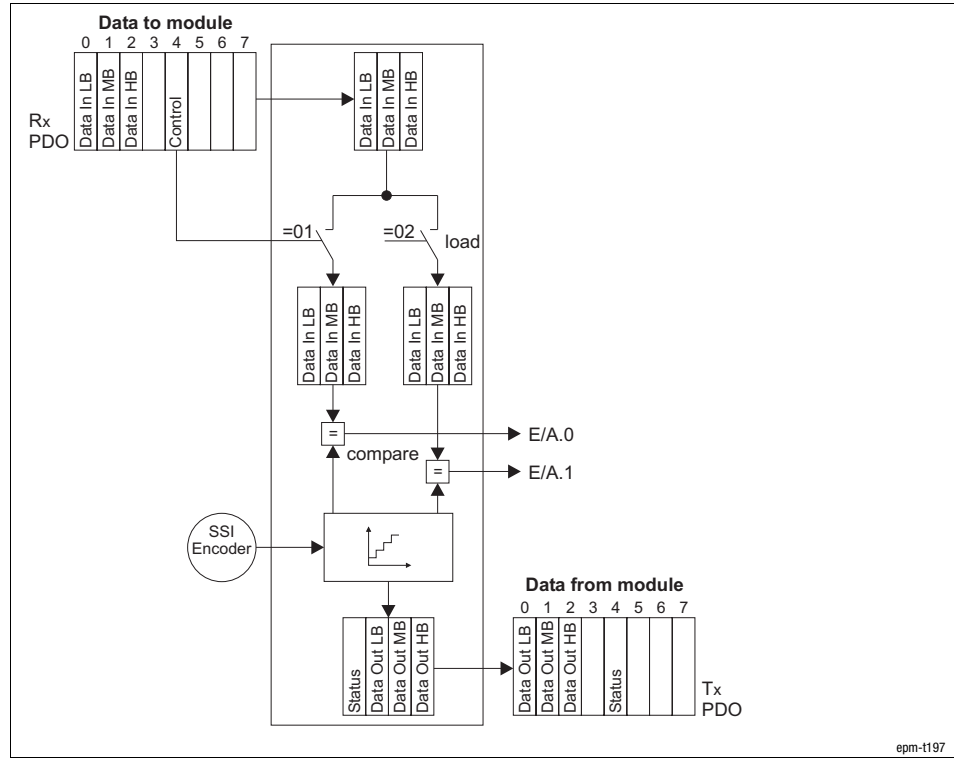 Data to module
0 1 2 3 4 5 6 7
Rx
PDO
Data In LB
Data In MB
Data In HB
Control
Data In LB
Data In MB
Data In HB
=01
=02
load
Data In LB
Data In MB
Data In HB
Data In LB
Data In MB
Data In HB
=
E/A.0
compare
=
E/A.1
SSI
Encoder
Data from module
0 1 2 3 4 5 6 7
Status
Data Out LB
Data Out MB
Data Out HB
Data Out LB
Data Out MB
Data Out HB
Status
Tx
PDO
epm-t197